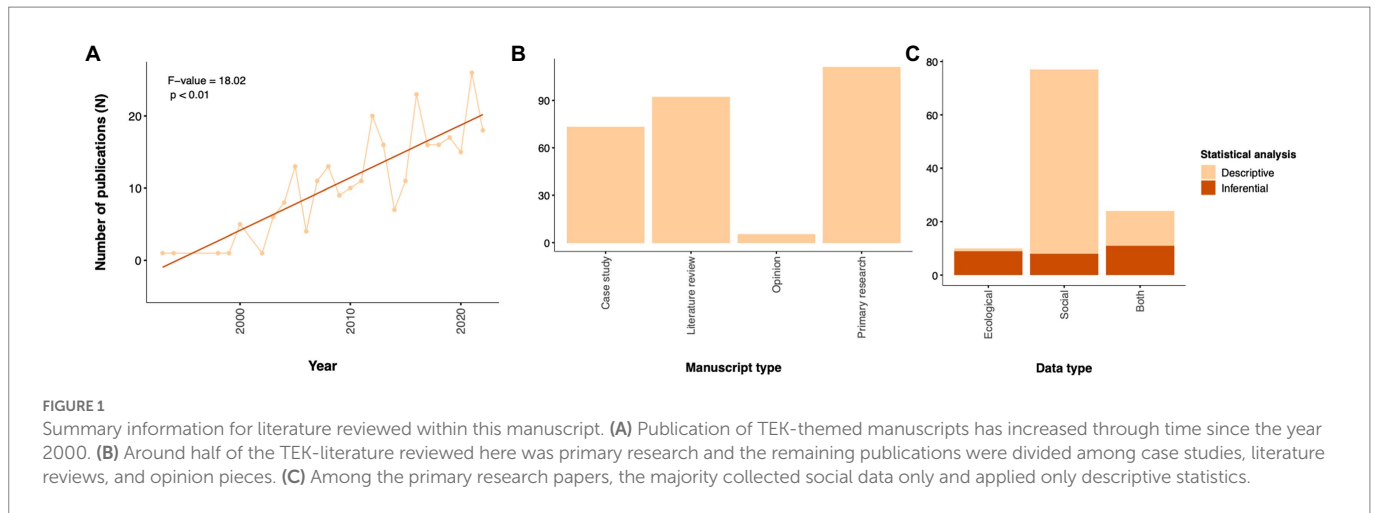 A
F-value = 18.02
p < 0.01
Number of publications (N)
20
10
0
2000
2010
2020
Year
B
90
60
30
0
Case study
Literature review
Opinion
Primary research
Manuscript type
C
80
60
40
20
0
Ecological
Social
Both
Data type
Statistical analysis
Descriptive
Inferential
FIGURE 1
Summary information for literature reviewed within this manuscript. (A) Publication of TEK-themed manuscripts has increased through time since the year
2000. (B) Around half of the TEK-literature reviewed here was primary research and the remaining publications were divided among case studies, literature
reviews, and opinion pieces. (C) Among the primary research papers, the majority collected social data only and applied only descriptive statistics.